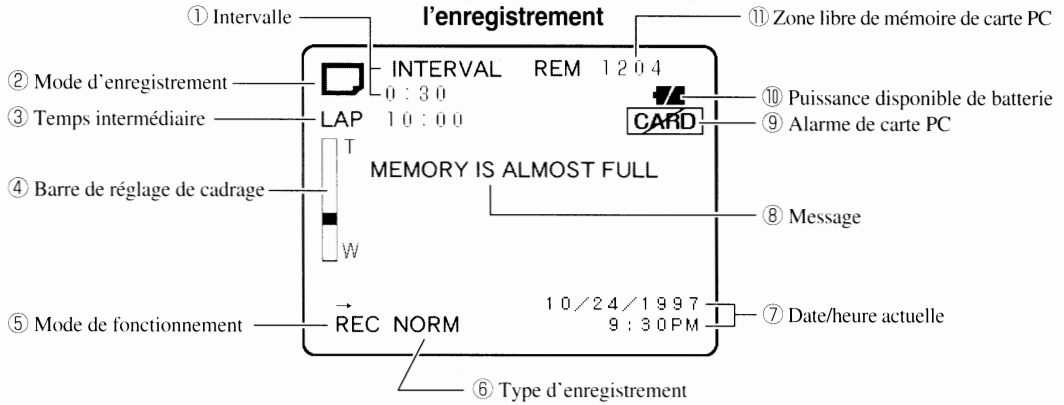 l'enregistrement
① Intervalle
⑪ Zone libre de mémoire de carte PC
② Mode d'enregistrement
INTERVAL REM 1204
0:30
⑩ Puissance disponible de batterie
③ Temps intermédiaire
LAP 10:00
CARD
⑨ Alarme de carte PC
T
MEMORY IS ALMOST FULL
④ Barre de réglage de cadrage
⑧ Message
W
10/24/1997
⑤ Mode de fonctionnement
→
REC NORM
9:30PM
⑦ Date/heure actuelle
⑥ Type d'enregistrement